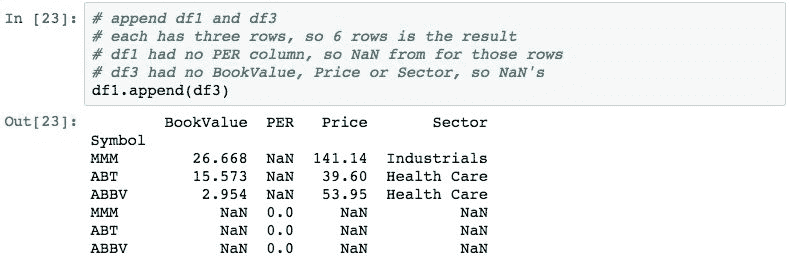 In [23]: # append df1 and df3
# each has three rows, so 6 rows is the result
# df1 had no PER column, so NaN from for those rows
# df3 had no BookValue, Price or Sector, so NaN's
df1.append(df3)
Out[23]: BookValue PER Price Sector
Symbol
MMM 26.668 NaN 141.14 Industrials
ABT 15.573 NaN 39.60 Health Care
ABBV 2.954 NaN 53.95 Health Care
MMM NaN 0.0 NaN NaN
ABT NaN 0.0 NaN NaN
ABBV NaN 0.0 NaN NaN